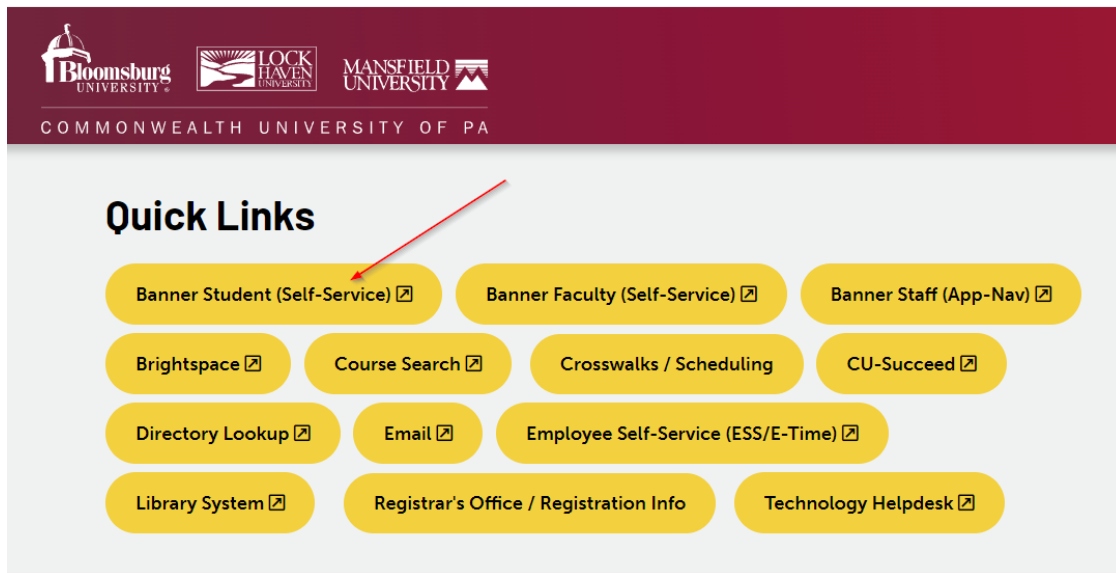 Bloomsburg
UNIVERSITY
LOCK
HAVEN
UNIVERSITY
MANSFIELD
UNIVERSITY
COMMONWEALTH UNIVERSITY OF PA
Quick Links
Banner Student (Self-Service) Banner Faculty (Self-Service) Banner Staff (App-Nav)
Brightspace Course Search Crosswalks / Scheduling CU-Succeed
Directory Lookup Email Employee Self-Service (ESS/E-Time)
Library System Registrar's Office / Registration Info Technology Helpdesk